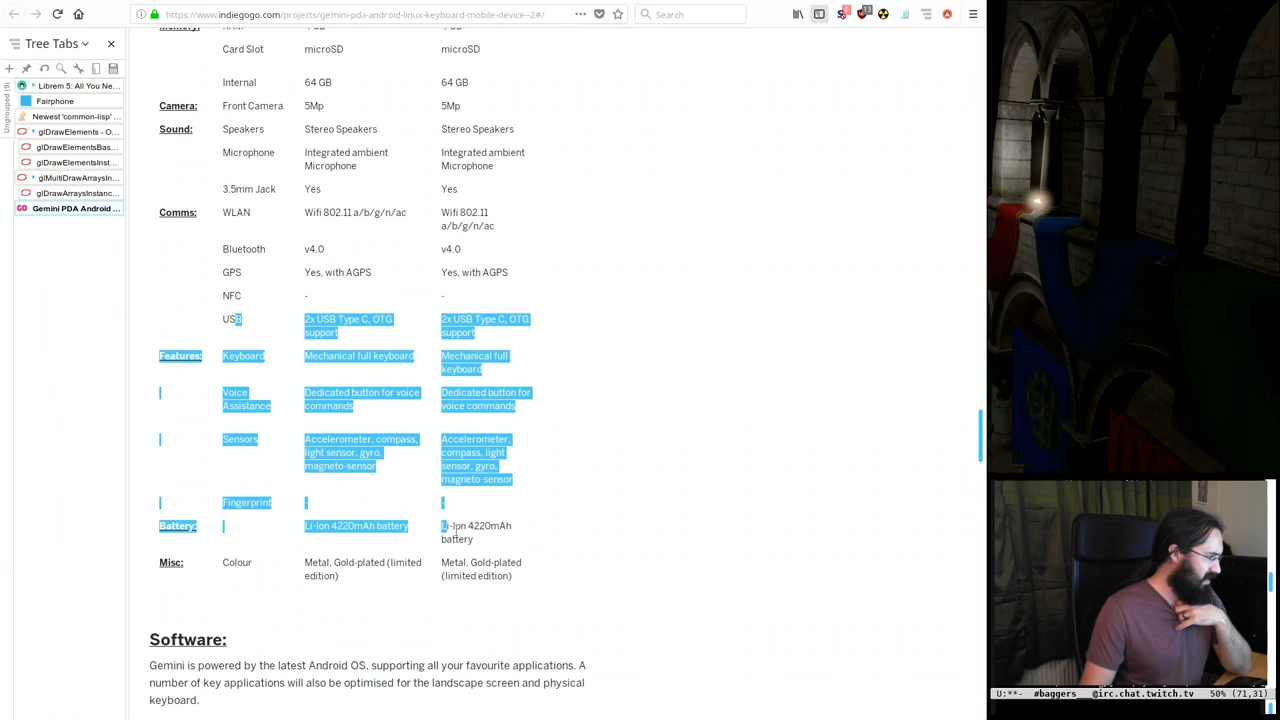 https://www.indiegogo.com/projects/gemini-pda-android-linux-keyboard-mobile-device--2#/
Search
6
13
Tree Tabs
Ungrouped (9)
Librem 5: All You Ne...
Fairphone
Newest 'common-lisp' ...
glDrawElements - O...
glDrawElementsBas...
glDrawElementsInst...
glMultiDrawArraysIn...
glDrawArraysInstanc...
Gemini PDA Android ...
Card Slot microSD microSD
Internal 64 GB 64 GB
Camera: Front Camera 5Mp 5Mp
Sound: Speakers Stereo Speakers Stereo Speakers
Microphone Integrated ambient Integrated ambient
Microphone Microphone
3.5mm Jack Yes Yes
Comms: WLAN Wifi 802.11 a/b/g/n/ac Wifi 802.11
a/b/g/n/ac
Bluetooth v4.0 v4.0
GPS Yes, with AGPS Yes, with AGPS
NFC - -
USB 2x USB Type C, OTG 2x USB Type C, OTG
support support
Features: Keyboard Mechanical full keyboard Mechanical full
keyboard
Voice Dedicated button for voice Dedicated button for
Assistance commands voice commands
Sensors Accelerometer, compass, Accelerometer,
light sensor, gyro, compass, light
magneto-sensor sensor, gyro,
magneto-sensor
Fingerprint - -
Battery: Li-Ion 4220mAh battery Li-Ion 4220mAh
battery
Misc: Colour Metal, Gold-plated (limited Metal, Gold-plated
edition) (limited edition)
Software:
Gemini is powered by the latest Android OS, supporting all your favourite applications. A
number of key applications will also be optimised for the landscape screen and physical
keyboard.
U:**- #baggers___@irc.chat.twitch.tv 50% (71,31)